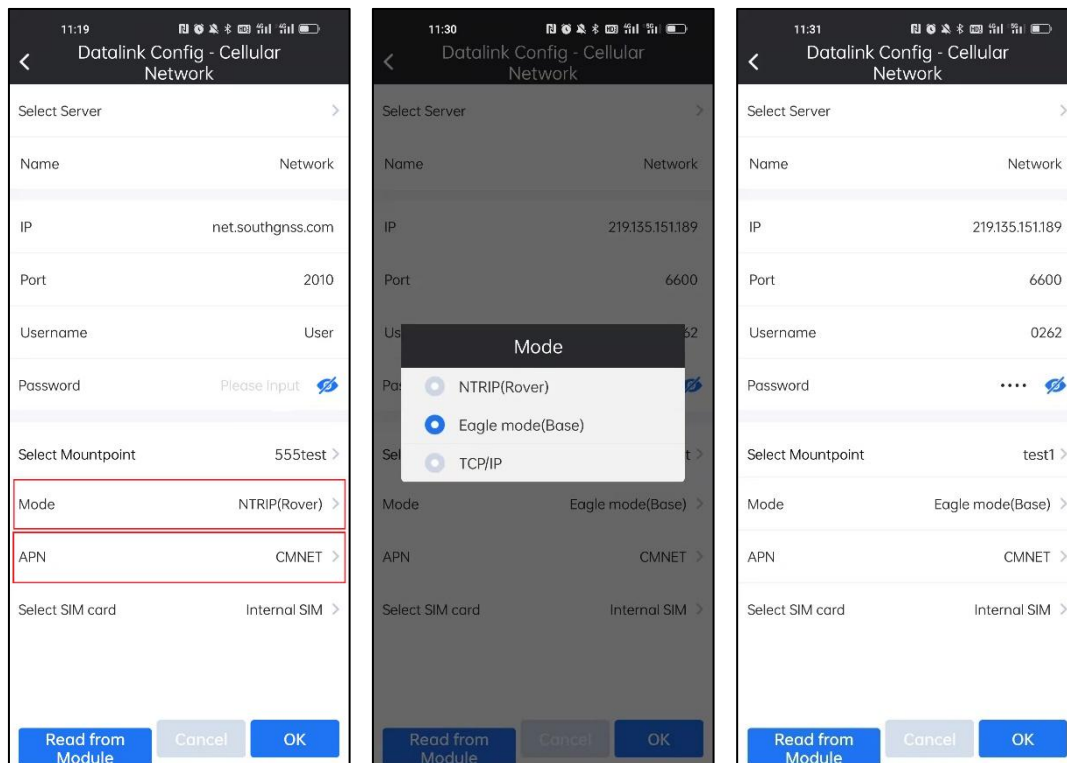 11:19
Datalink Config - Cellular
Network
Select Server
Name Network
IP net.southgnss.com
Port 2010
Username User
Password Please Input
Select Mountpoint 555test
Mode NTRIP(Rover)
APN CMNET
Select SIM card Internal SIM
Read from
Module
Cancel
OK
11:30
Datalink Config - Cellular
Network
Select Server
Name Network
IP 219.135.151.189
Port 6600
Us 62
Mode
Pa
NTRIP(Rover)
Eagle mode(Base)
Sel t
TCP/IP
Mode Eagle mode(Base)
APN CMNET
Select SIM card Internal SIM
Read from
Module
Cancel
OK
11:31
Datalink Config - Cellular
Network
Select Server
Name Network
IP 219.135.151.189
Port 6600
Username 0262
Password ••••
Select Mountpoint test1
Mode Eagle mode(Base)
APN CMNET
Select SIM card Internal SIM
Read from
Module
Cancel
OK